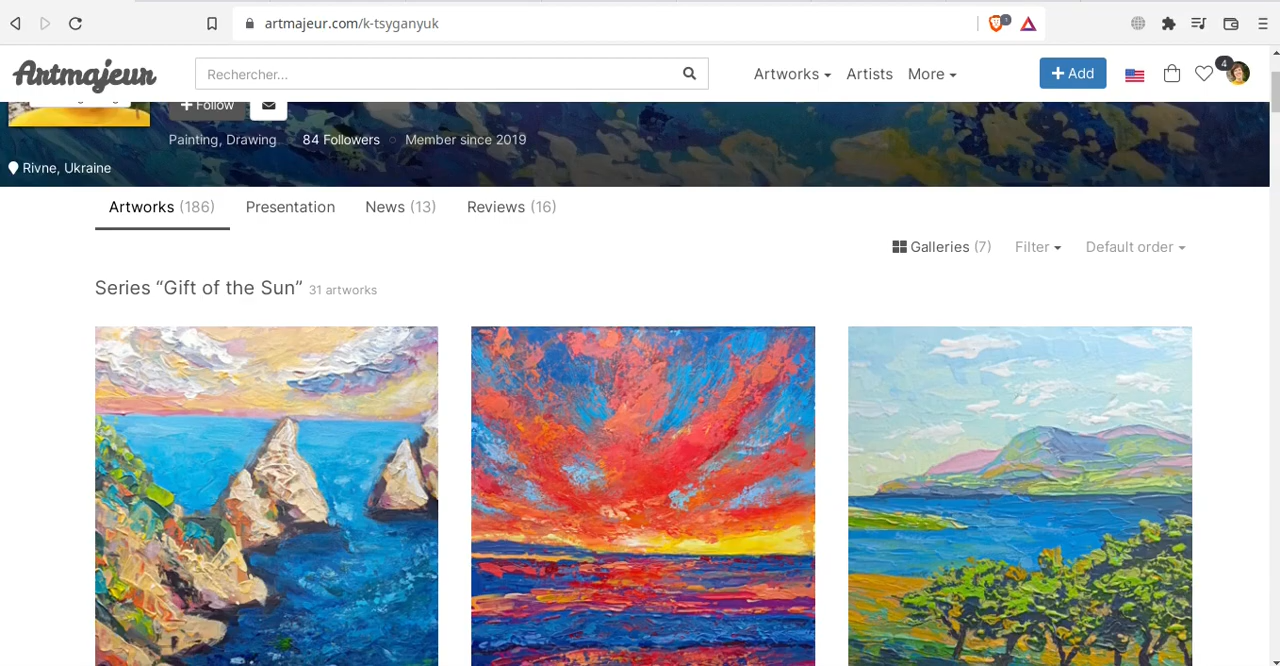 artmajeur.com/k-tsyganyuk
1
Artmajeur
Rechercher...
Artworks
Artists
More
+ Add
4
+ Follow
Painting, Drawing
84 Followers
Member since 2019
Rivne, Ukraine
Artworks (186)
Presentation
News (13)
Reviews (16)
Galleries (7)
Filter
Default order
Series “Gift of the Sun” 31 artworks